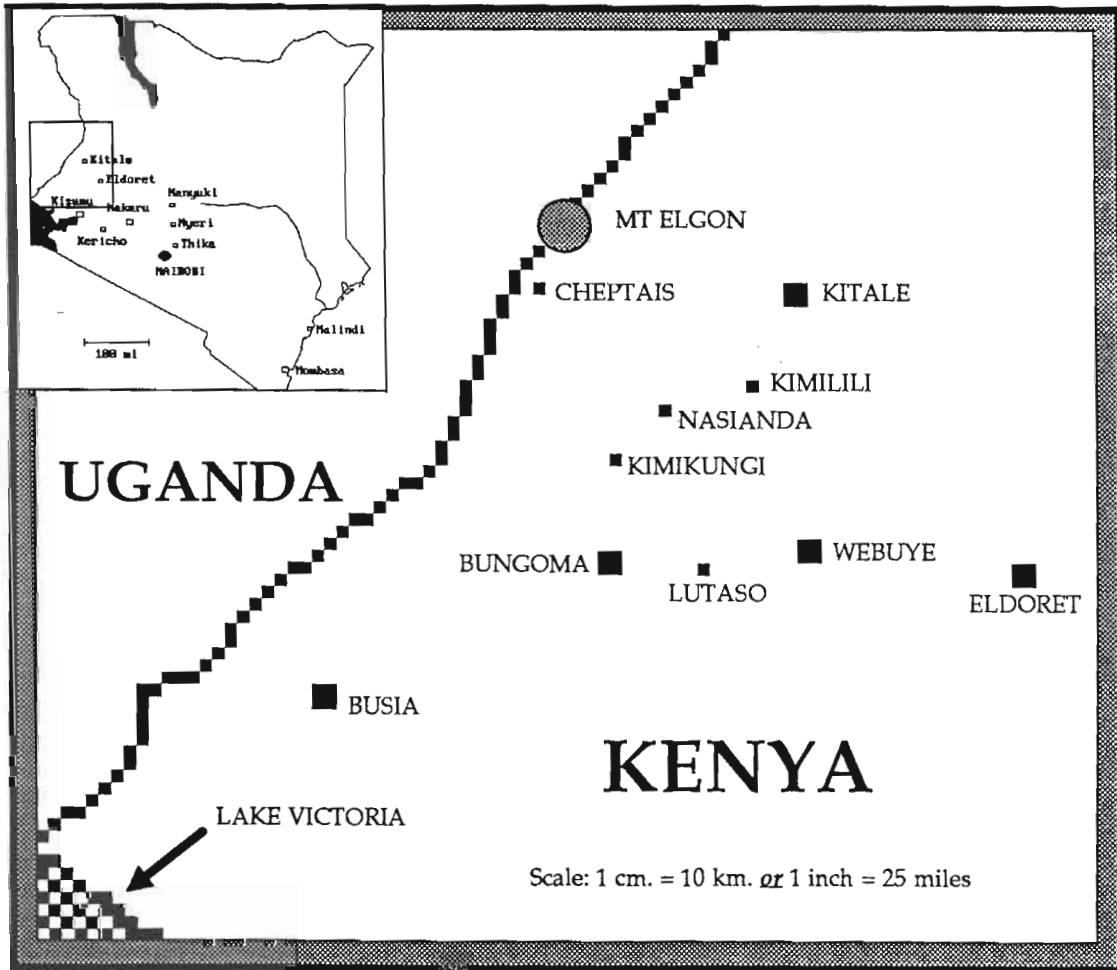 Kitale
Eldoret
Kisumu
Nakuru
Nanyuki
Nyeri
Kericho
Thika
NAIROBI
Malindi
100 mi
Mombasa
MT ELGON
CHEPTAIS
KITALE
KIMILILI
NASIANDA
KIMIKUNGI
UGANDA
BUNGOMA
WEBUYE
LUTASO
ELDORET
BUSIA
KENYA
LAKE VICTORIA
Scale: 1 cm. = 10 km. or 1 inch = 25 miles